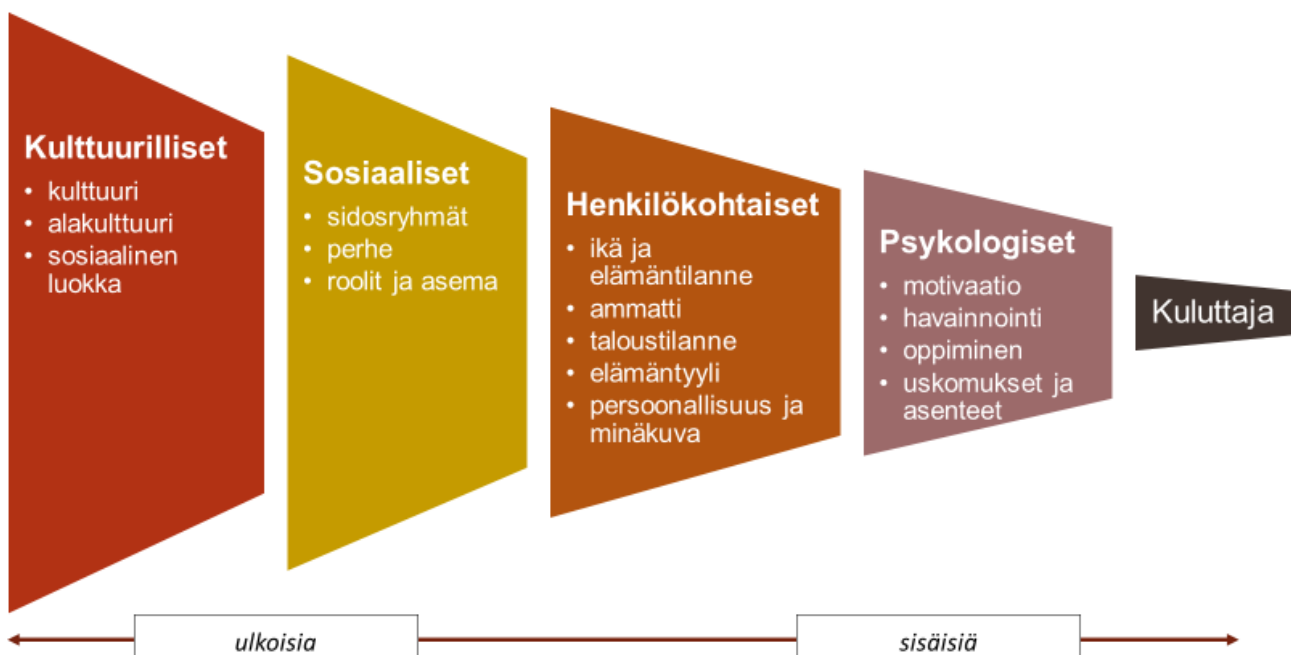 Kulttuurilliset
• kulttuuri
• alakulttuuri
• sosiaalinen
luokka
Sosiaaliset
• sidosryhmät
• perhe
• roolit ja asema
Henkilökohtaiset
• ikä ja
elämäntilanne
• ammatti
• taloustilanne
• elämäntyyli
• persoonallisuus ja
minäkuva
Psykologiset
• motivaatio
• havainnointi
• oppiminen
• uskomukset ja
asenteet
Kuluttaja
ulkoisia
sisäisiä